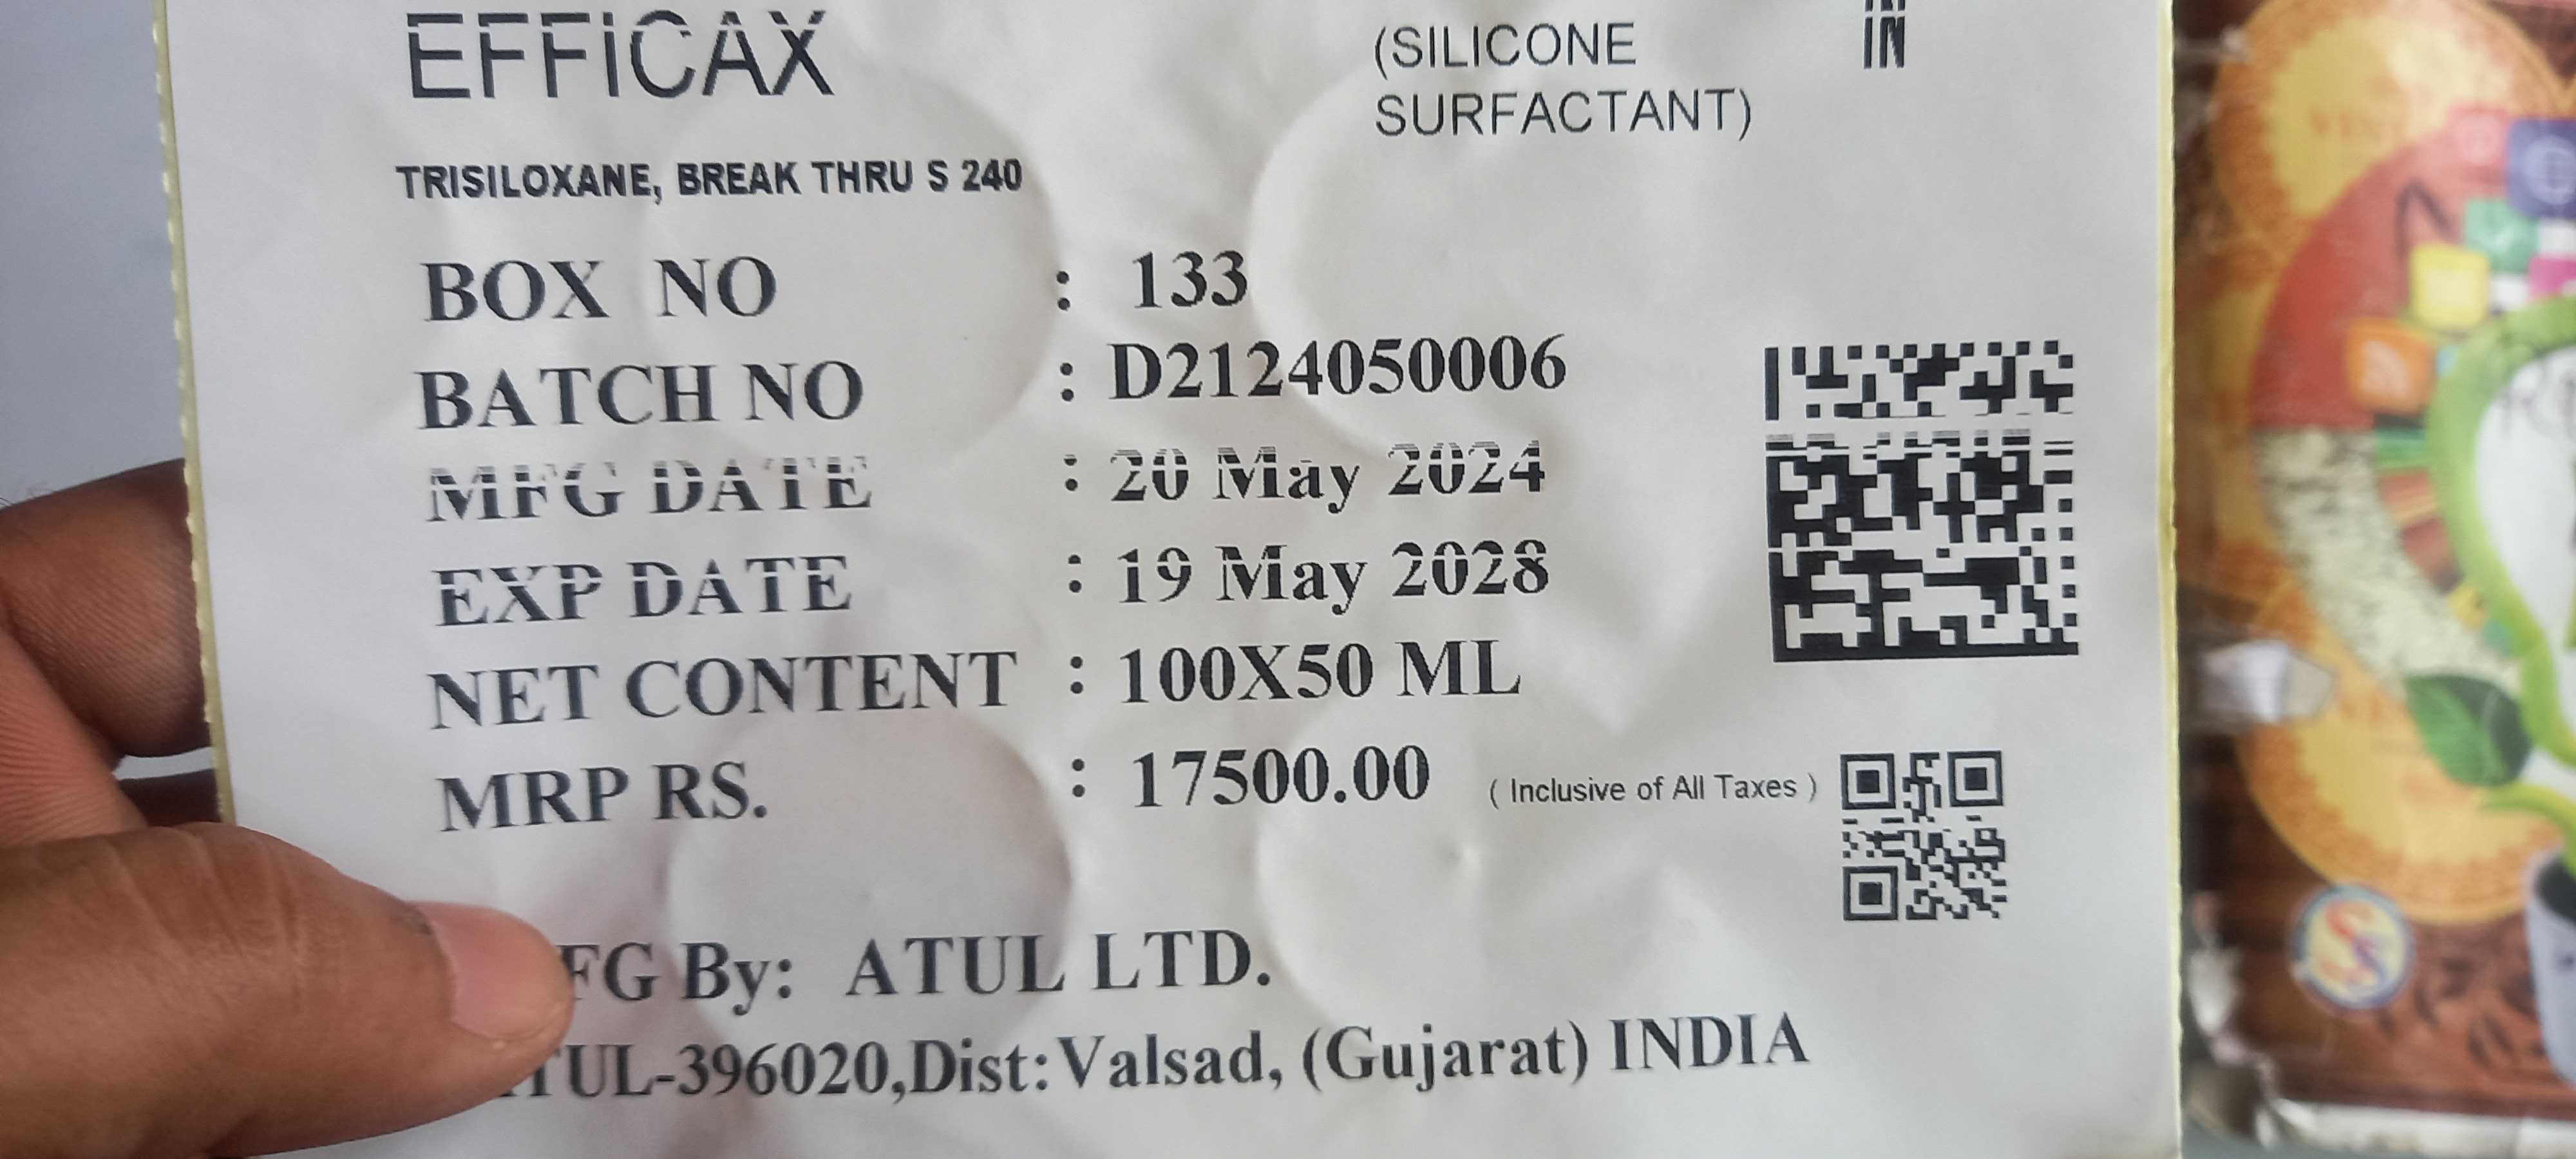 EFFICAX
(SILICONE
SURFACTANT)
IN
TRISILOXANE, BREAK THRU S 240
BOX NO : 133
BATCH NO : D2124050006
MFG DATE : 20 May 2024
EXP DATE : 19 May 2028
NET CONTENT : 100X50 ML
MRP RS. : 17500.00 ( Inclusive of All Taxes )
FG By: ATUL LTD.
TUL-396020,Dist:Valsad, (Gujarat) INDIA